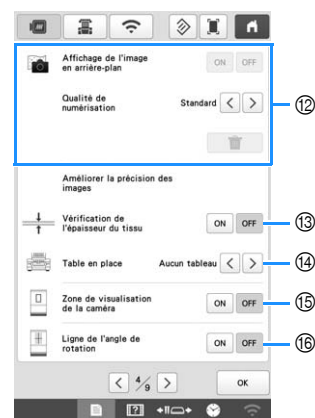 Affichage de l'image
en arrière-plan
ON OFF
Qualité de
numérisation
Standard < >
⑫
Améliorer la précision des
images
Vérification de
l'épaisseur du tissu
ON OFF
⑬
Table en place
Aucun tableau < >
⑭
Zone de visualisation
de la caméra
ON OFF
⑮
Ligne de l'angle de
rotation
ON OFF
⑯
< 4/9 >
OK
?